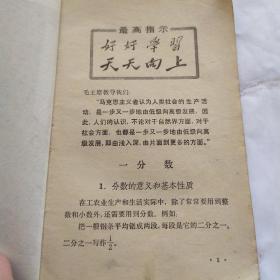 最高指示
好好學習
天天向上
毛主席教导我们:
“马克思主义者认为人类社会的生产活
动，是一步又一步地由低级向高级发展，因
此，人们的认识，不论对于自然界方面，对于
社会方面，也都是一步又一步地由低级向高
级发展，即由浅入深，由片面到更多的方面。”
一 分 数
1. 分数的意义和基本性质
在工农业生产和生活实际中，除了常常要用到整
数和小数外，还需要用到分数。例如，
把一根钢条平均锯成两段，每段是它的二分之一。
二分之一写作 1/2。
· 1 ·